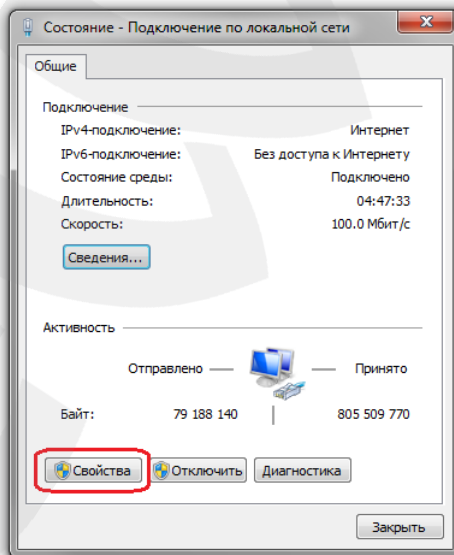 Состояние - Подключение по локальной сети
Общие
Подключение
IPv4-подключение: Интернет
IPv6-подключение: Без доступа к Интернету
Состояние среды: Подключено
Длительность: 04:47:33
Скорость: 100.0 Мбит/с
Сведения...
Активность
Отправлено — — Принято
Байт: 79 188 140 | 805 509 770
Свойства Отключить Диагностика
Закрыть